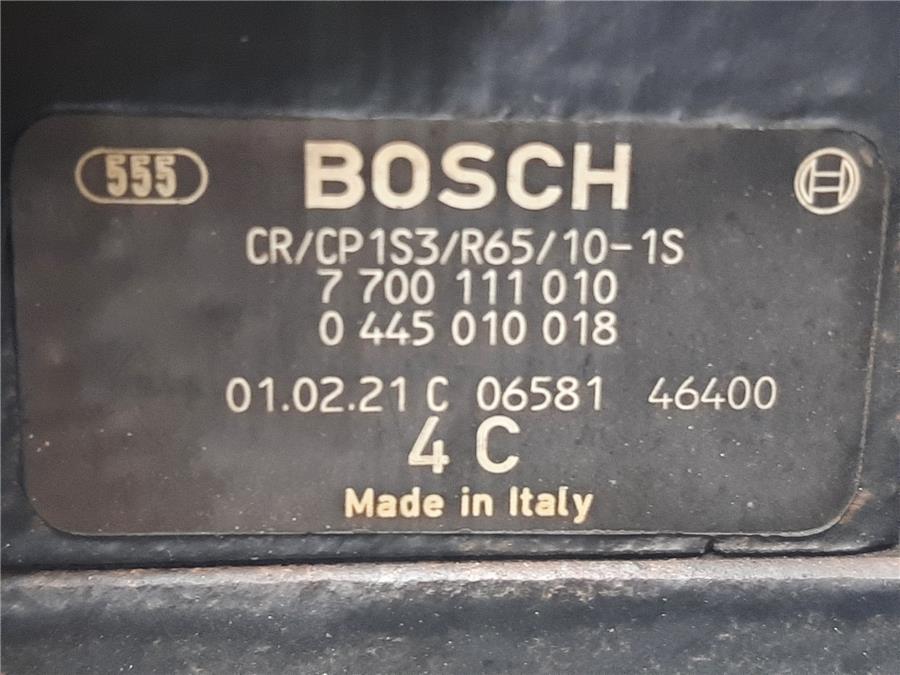 555 BOSCH
CR/CP1S3/R65/10-1S
7 700 111 010
0 445 010 018
01.02.21 C 06581 46400
4 C
Made in Italy